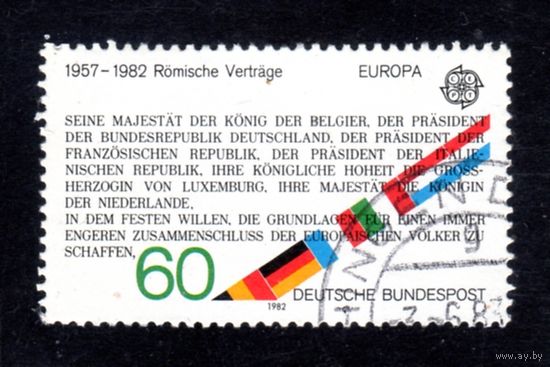 1957–1982 Römische Verträge EUROPA
SEINE MAJESTÄT DER KÖNIG DER BELGIER, DER PRÄSIDENT
DER BUNDESREPUBLIK DEUTSCHLAND, DER PRÄSIDENT DER
FRANZÖSISCHEN REPUBLIK, DER PRÄSIDENT DER ITALIE-
NISCHEN REPUBLIK, IHRE KÖNIGLICHE HOHEIT DIE GROSS-
HERZOGIN VON LUXEMBURG, IHRE MAJESTÄT DIE KÖNIGIN
DER NIEDERLANDE,
IN DEM FESTEN WILLEN, DIE GRUNDLAGEN FÜR EINEN IMMER
ENGEREN ZUSAMMENSCHLUSS DER EUROPÄISCHEN VÖLKER ZU
SCHAFFEN,
60
1982
DEUTSCHE BUNDESPOST
www.ay.by